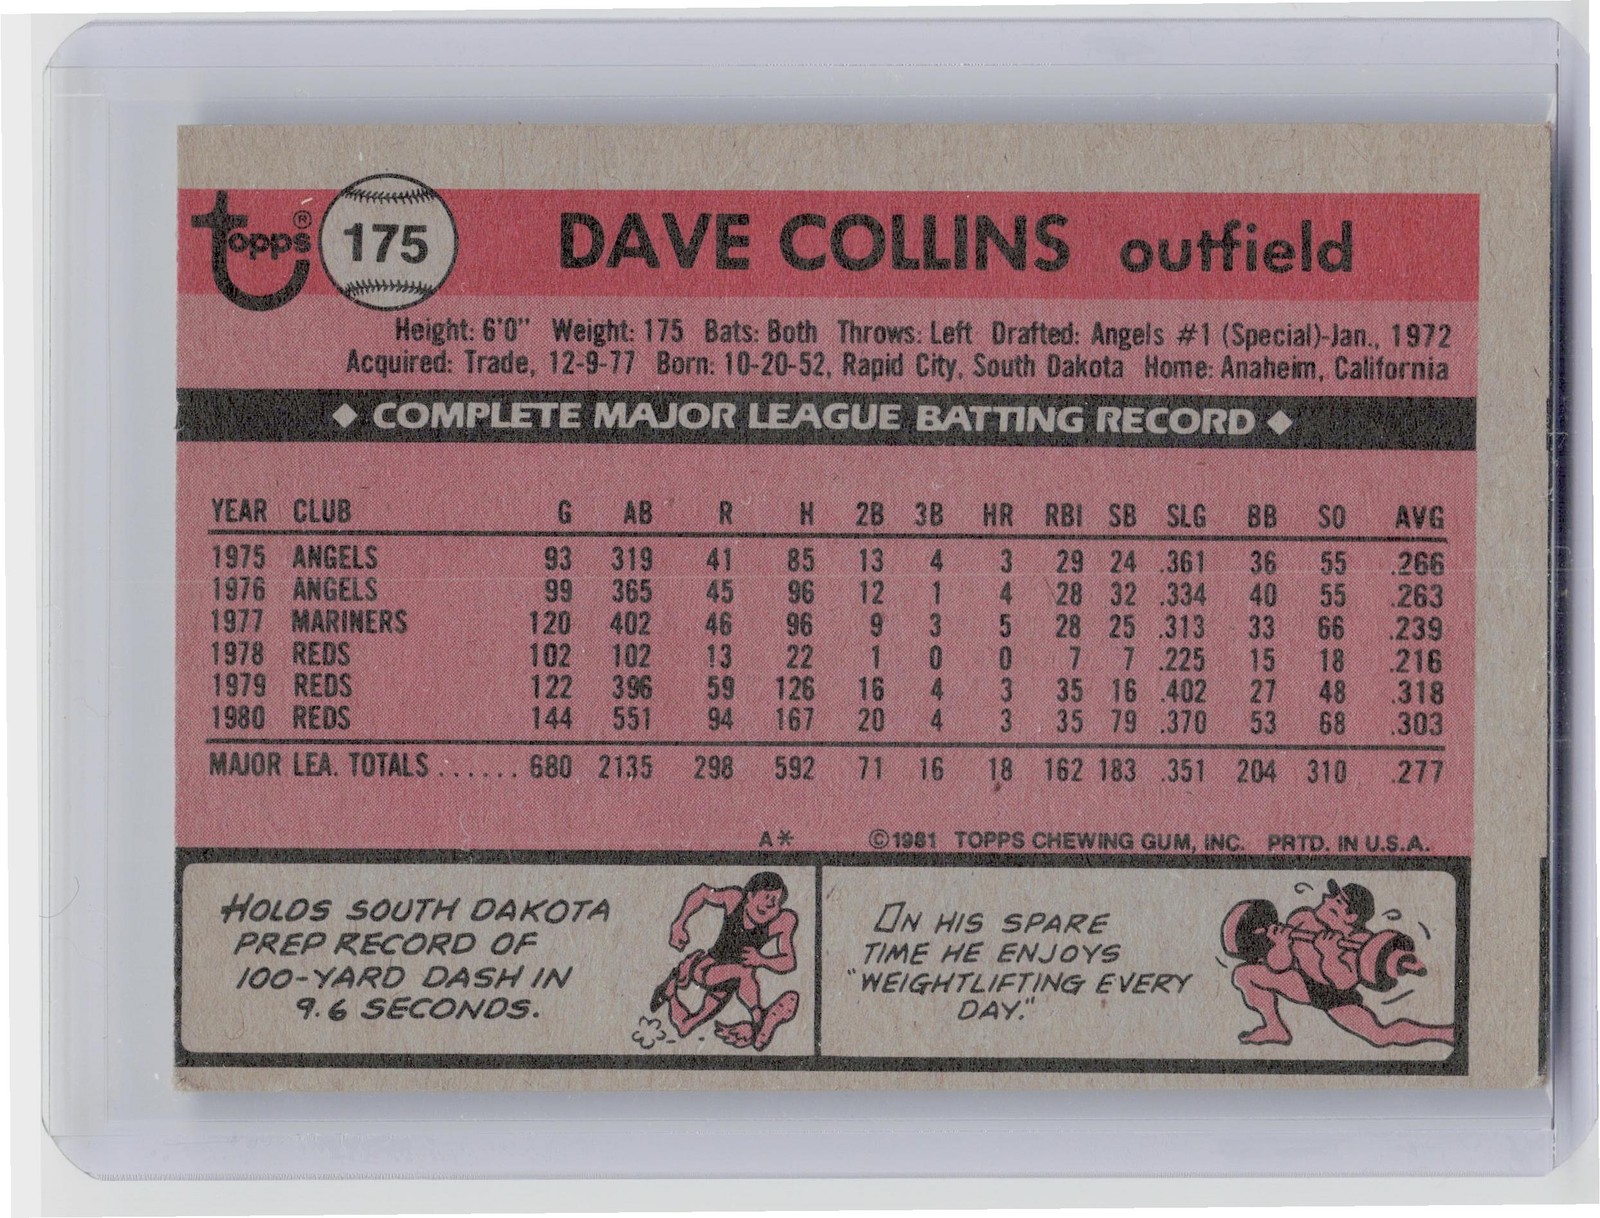 Topps® 175 DAVE COLLINS outfield
Height: 6'0" Weight: 175 Bats: Both Throws: Left Drafted: Angels #1 (Special)-Jan., 1972
Acquired: Trade, 12-9-77 Born: 10-20-52, Rapid City, South Dakota Home: Anaheim, California
◆ COMPLETE MAJOR LEAGUE BATTING RECORD ◆
YEAR CLUB G AB R H 2B 3B HR RBI SB SLG BB SO AVG
1975 ANGELS 93 319 41 85 13 4 3 29 24 .361 36 55 .266
1976 ANGELS 99 365 45 96 12 1 4 28 32 .334 40 55 .263
1977 MARINERS 120 402 46 96 9 3 5 28 25 .313 33 66 .239
1978 REDS 102 102 13 22 1 0 0 7 7 .225 15 18 .216
1979 REDS 122 396 59 126 16 4 3 35 16 .402 27 48 .318
1980 REDS 144 551 94 167 20 4 3 35 79 .370 53 68 .303
MAJOR LEA. TOTALS...... 680 2135 298 592 71 16 18 162 183 .351 204 310 .277
A* ©1981 TOPPS CHEWING GUM, INC. PRTD. IN U.S.A.
HOLDS SOUTH DAKOTA
PREP RECORD OF
100-YARD DASH IN
9.6 SECONDS.
ON HIS SPARE
TIME HE ENJOYS
"WEIGHTLIFTING EVERY
DAY."